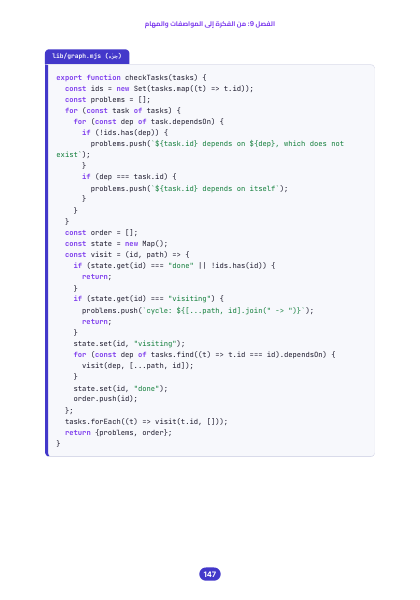 الفصل 9: من الفكرة إلى المواصفات والمهام
lib/graph.mjs (جزء)
export function checkTasks(tasks) {
  const ids = new Set(tasks.map((t) => t.id));
  const problems = [];
  for (const task of tasks) {
    for (const dep of task.dependsOn) {
      if (!ids.has(dep)) {
        problems.push(`${task.id} depends on ${dep}, which does not
exist`);
      }
      if (dep === task.id) {
        problems.push(`${task.id} depends on itself`);
      }
    }
  }
  const order = [];
  const state = new Map();
  const visit = (id, path) => {
    if (state.get(id) === "done" || !ids.has(id)) {
      return;
    }
    if (state.get(id) === "visiting") {
      problems.push(`cycle: ${[...path, id].join(" -> ")}`);
      return;
    }
    state.set(id, "visiting");
    for (const dep of tasks.find((t) => t.id === id).dependsOn) {
      visit(dep, [...path, id]);
    }
    state.set(id, "done");
    order.push(id);
  };
  tasks.forEach((t) => visit(t.id, []));
  return {problems, order};
}
147